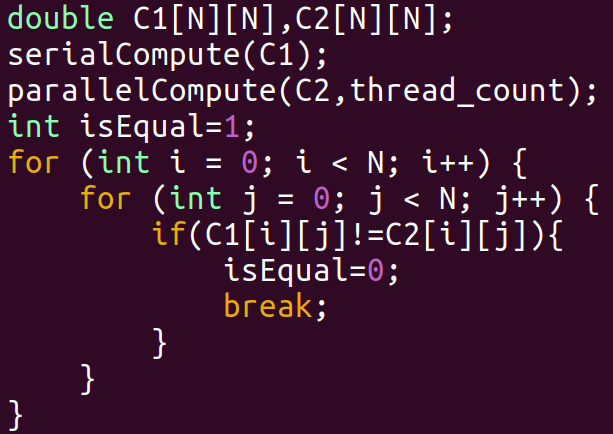 double C1[N][N],C2[N][N];
serialCompute(C1);
parallelCompute(C2,thread_count);
int isEqual=1;
for (int i = 0; i < N; i++) {
    for (int j = 0; j < N; j++) {
        if(C1[i][j]!=C2[i][j]){
            isEqual=0;
            break;
        }
    }
}